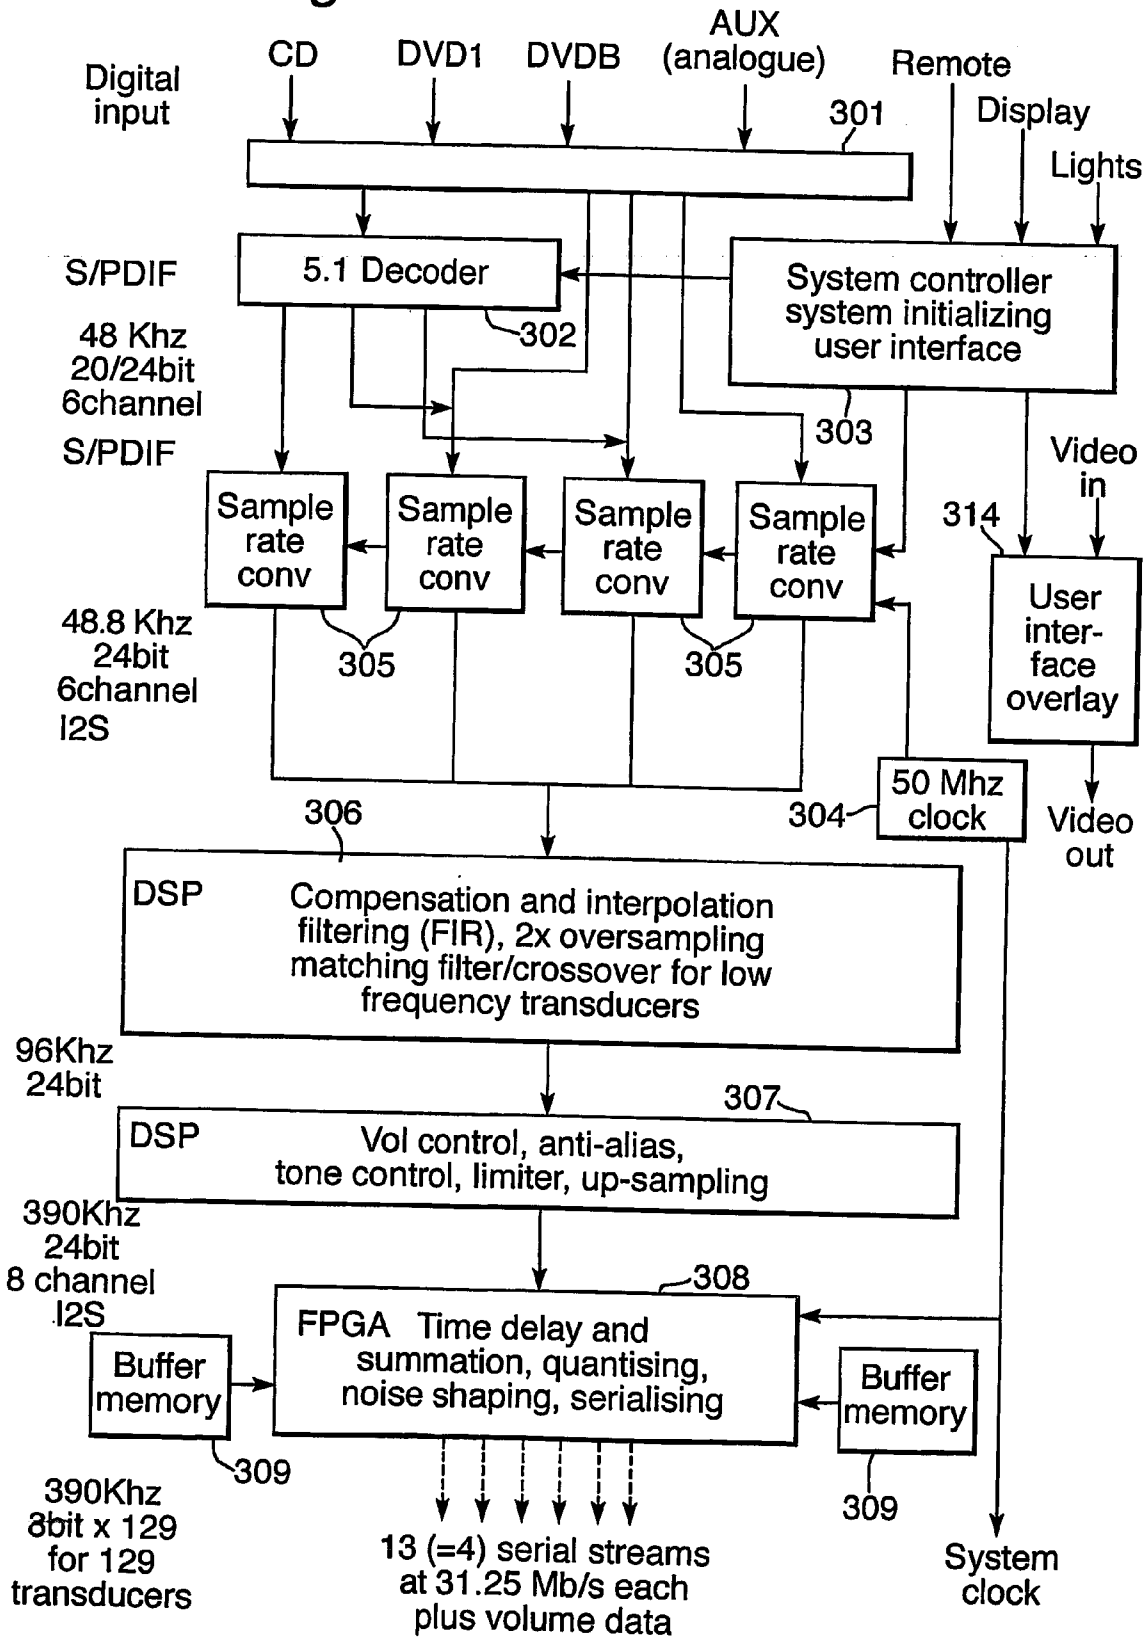 Digital
input
CD
DVD1
DVDB
AUX
(analogue)
Remote
Display
Lights
301
S/PDIF
5.1 Decoder
302
System controller
system initializing
user interface
303
48 Khz
20/24bit
6channel
S/PDIF
Sample
rate
conv
Sample
rate
conv
Sample
rate
conv
Sample
rate
conv
305
305
Video
in
314
User
inter-
face
overlay
Video
out
48.8 Khz
24bit
6channel
I2S
50 Mhz
clock
304
306
DSP
Compensation and interpolation
filtering (FIR), 2x oversampling
matching filter/crossover for low
frequency transducers
96Khz
24bit
307
DSP
Vol control, anti-alias,
tone control, limiter, up-sampling
390Khz
24bit
8 channel
I2S
308
FPGA Time delay and
summation, quantising,
noise shaping, serialising
Buffer
memory
309
Buffer
memory
309
390Khz
8bit x 129
for 129
transducers
13 (=4) serial streams
at 31.25 Mb/s each
plus volume data
System
clock